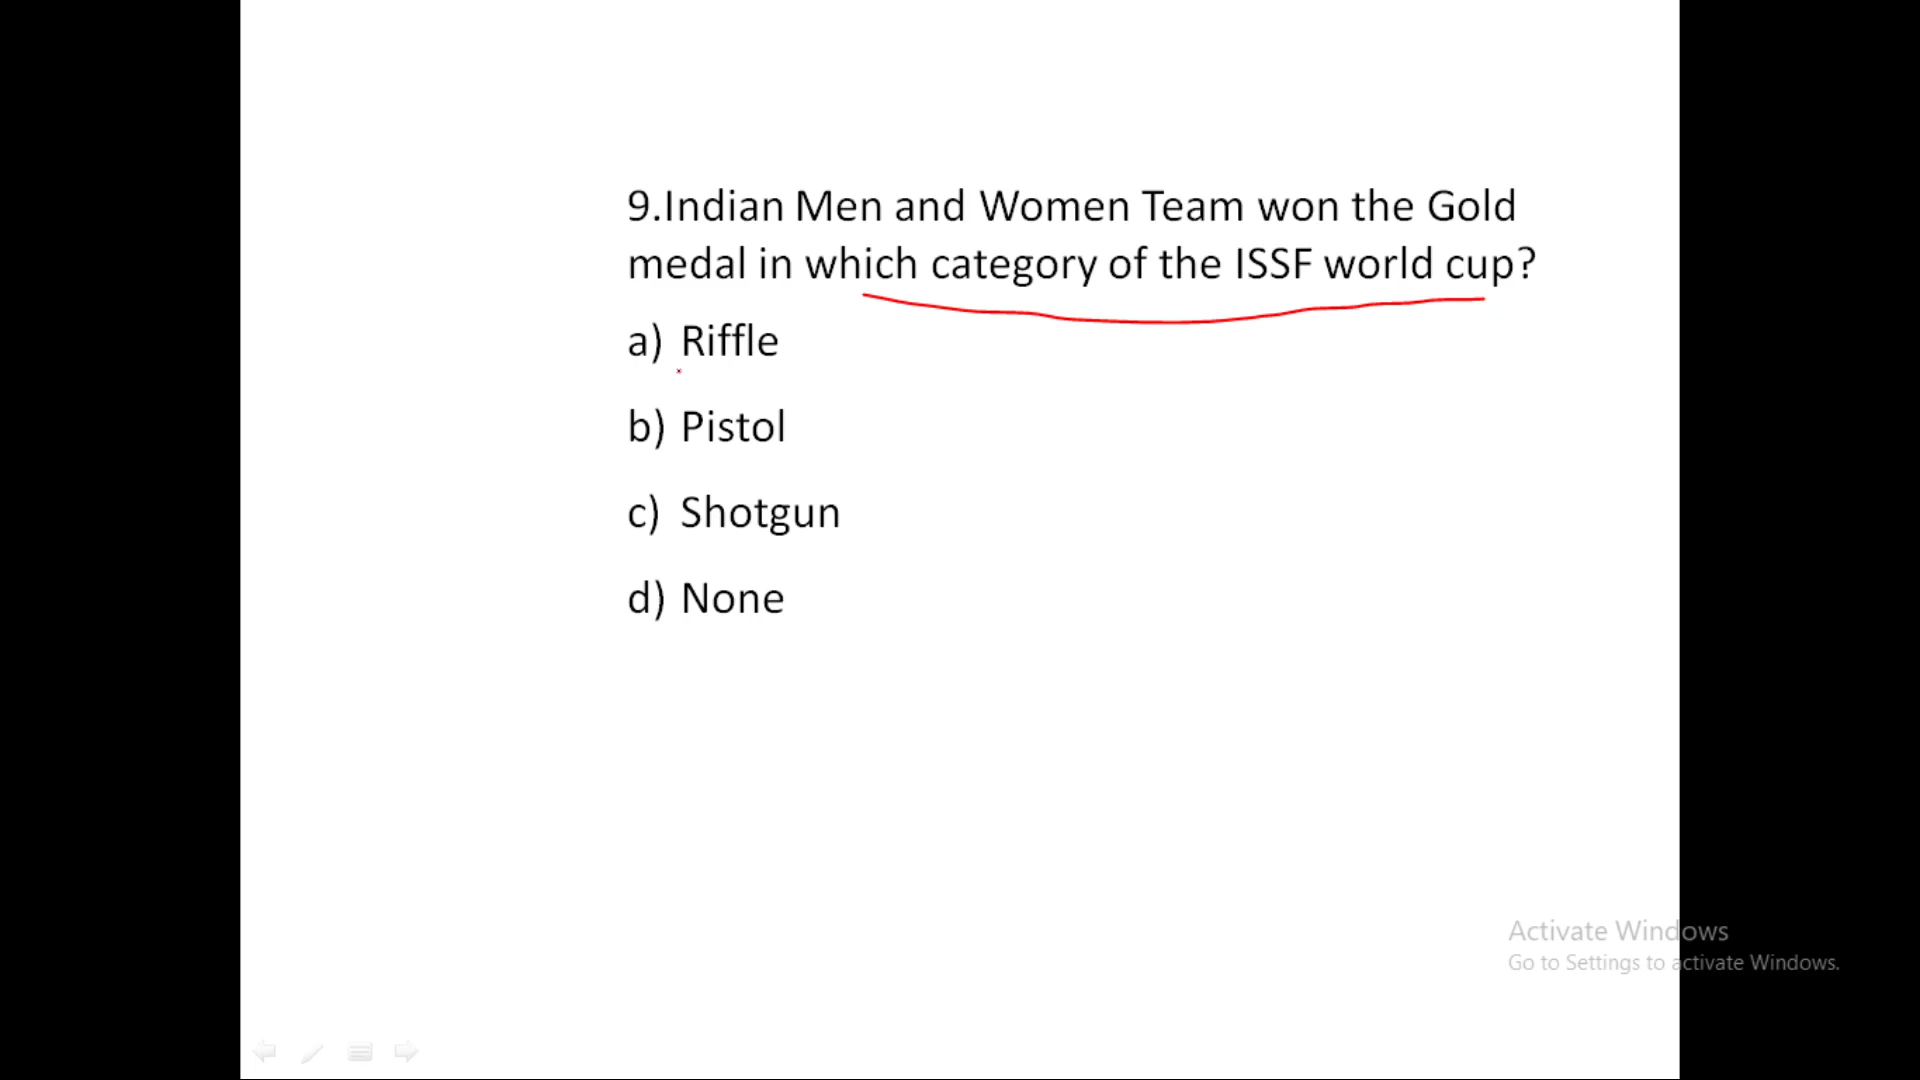 9.Indian Men and Women Team won the Gold
medal in which category of the ISSF world cup?
a) Riffle
b) Pistol
c) Shotgun
d) None
Activate Windows
Go to Settings to activate Windows.